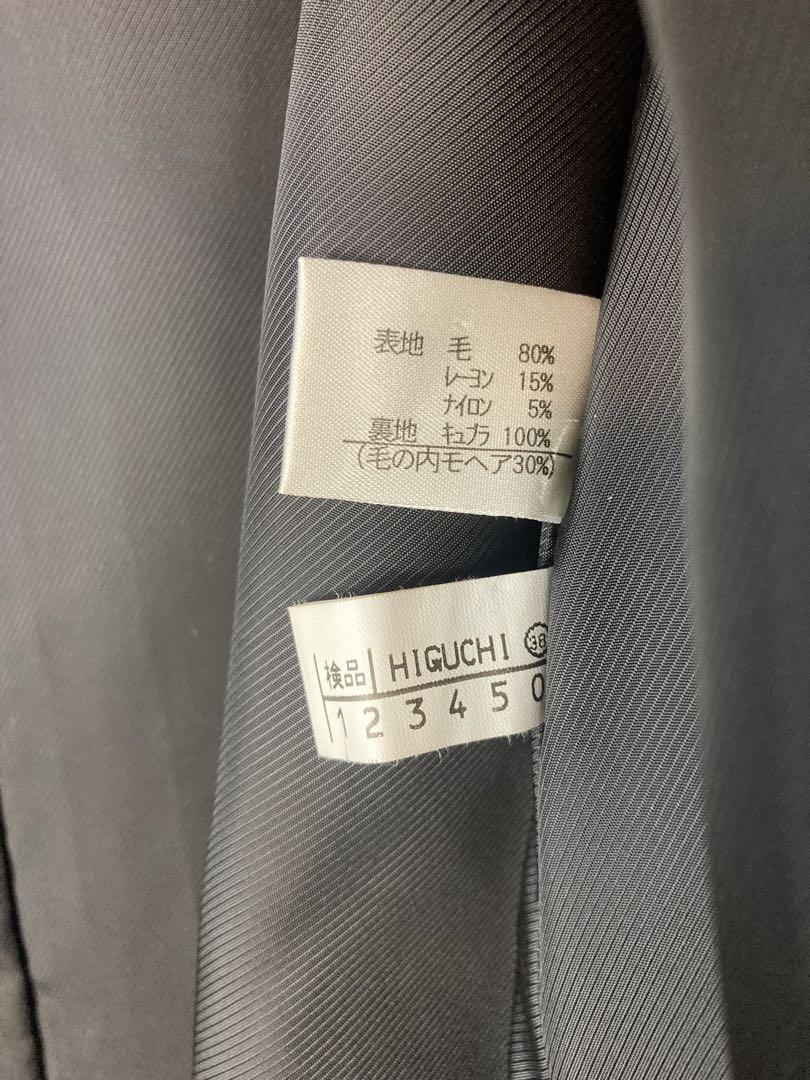 表地 毛 80%
レーヨン 15%
ナイロン 5%
裏地 キュプラ 100%
(毛の内モヘア30%)
検品 HIGUCHI 38
1 2 3 4 5 0